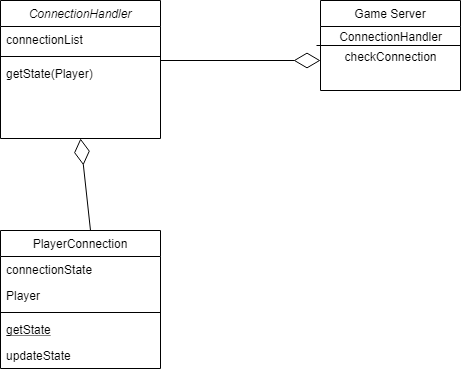 ConnectionHandler
connectionList
getState(Player)
Game Server
ConnectionHandler
checkConnection
PlayerConnection
connectionState
Player
getState
updateState